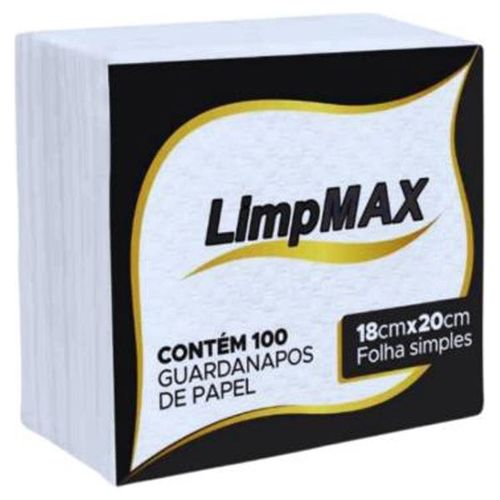 LimpMAX
CONTÉM 100
GUARDANAPOS
DE PAPEL
18cmx20cm
Folha simples